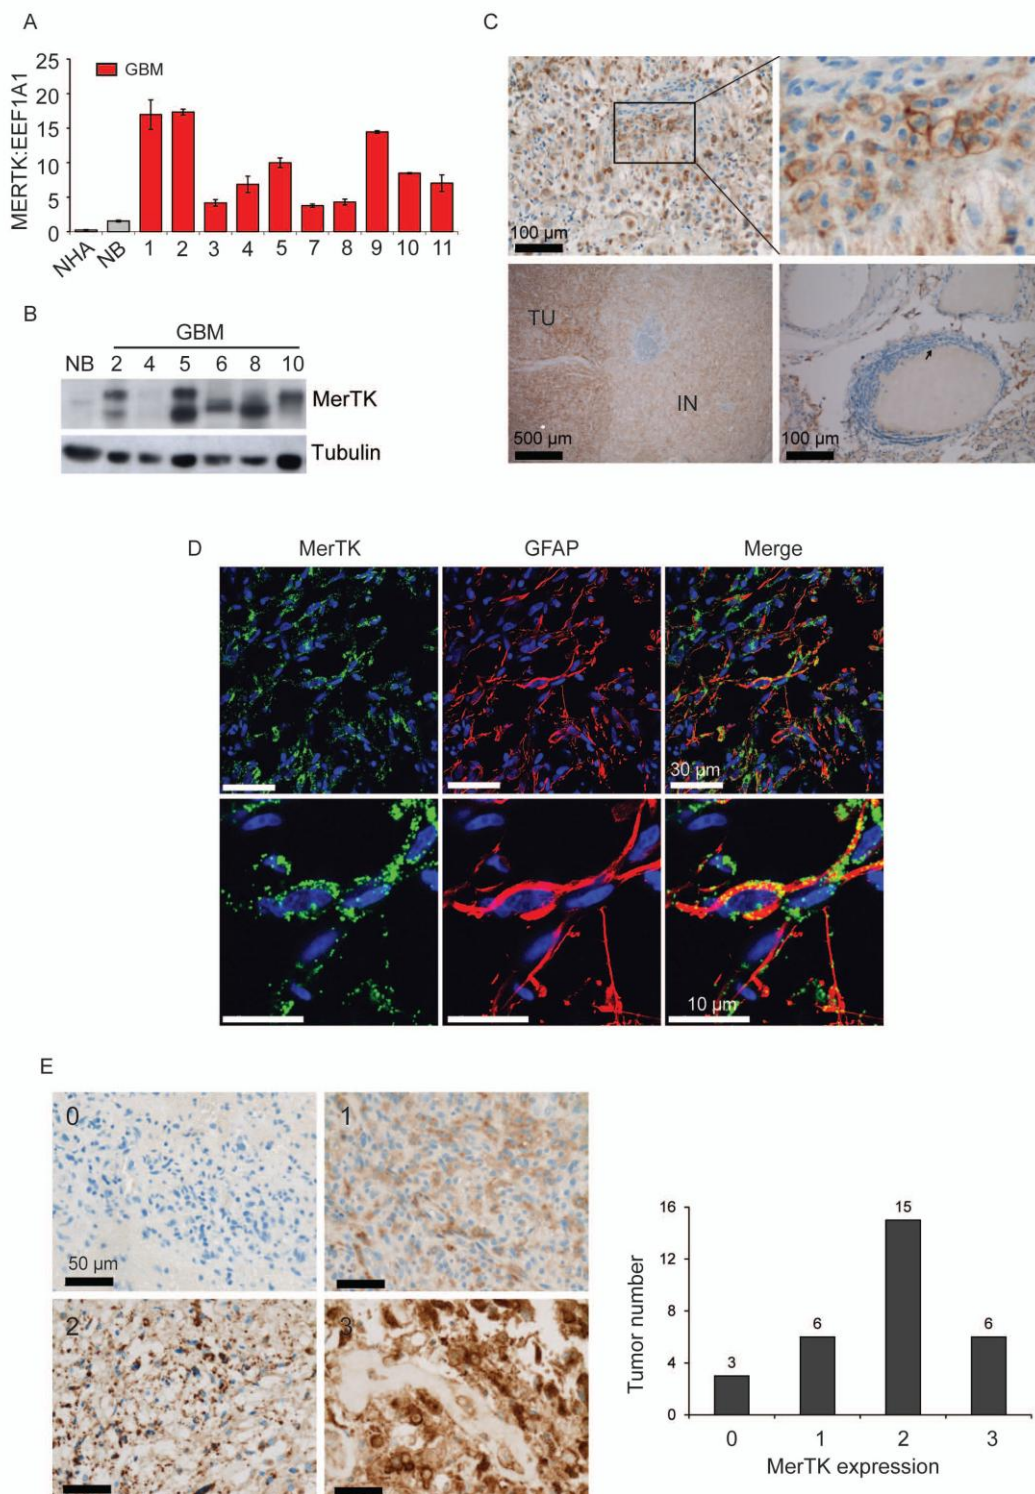 A
MERTK:EEF1A1
25
20
15
10
5
0
GBM
NHA NB 1 2 3 4 5 7 8 9 10 11
B
GBM
NB 2 4 5 6 8 10
MerTK
Tubulin
C
100 µm
TU
IN
500 µm
100 µm
D
MerTK GFAP Merge
30 µm
10 µm
E
0 1
50 µm
2 3
Tumor number
16
12
8
4
0
3 6 15 6
0 1 2 3
MerTK expression